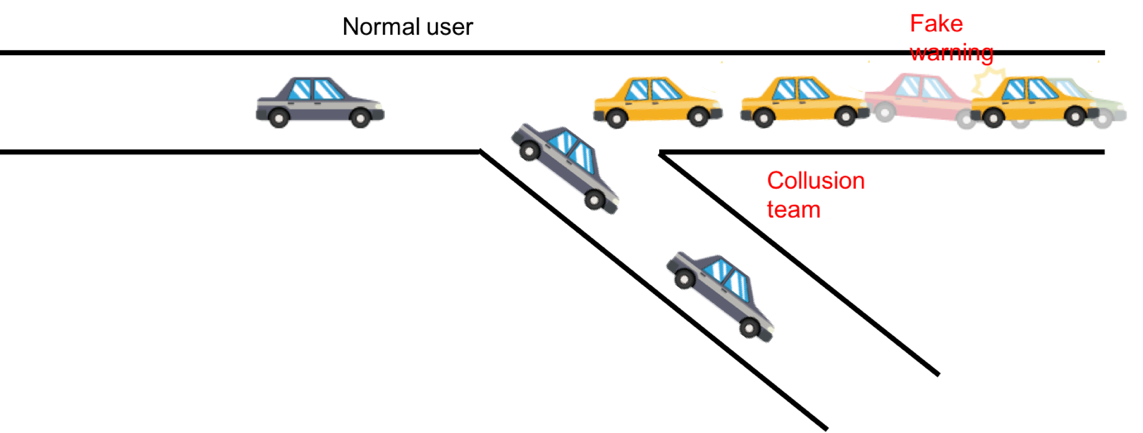 Normal user
Fake
warning
Collusion
team